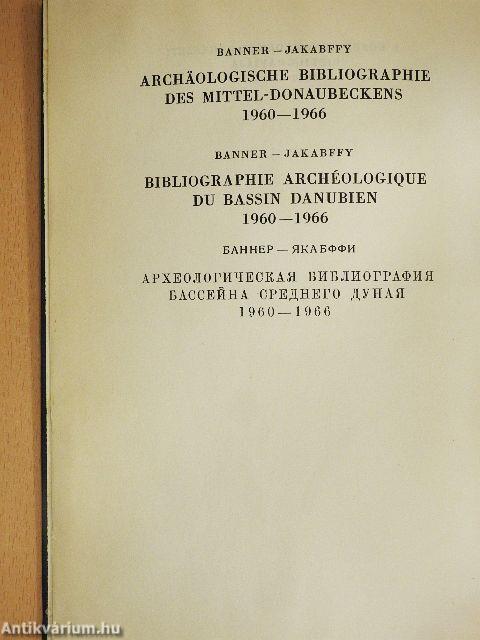 BANNER – JAKABFFY
ARCHÄOLOGISCHE BIBLIOGRAPHIE
DES MITTEL-DONAUBECKENS
1960—1966
BANNER – JAKABFFY
BIBLIOGRAPHIE ARCHÉOLOGIQUE
DU BASSIN DANUBIEN
1960—1966
БАННЕР — ЯКАБФФИ
АРХЕОЛОГИЧЕСКАЯ БИБЛИОГРАФИЯ
БАССЕЙНА СРЕДНЕГО ДУНАЯ
1960—1966
Antikvárium.hu